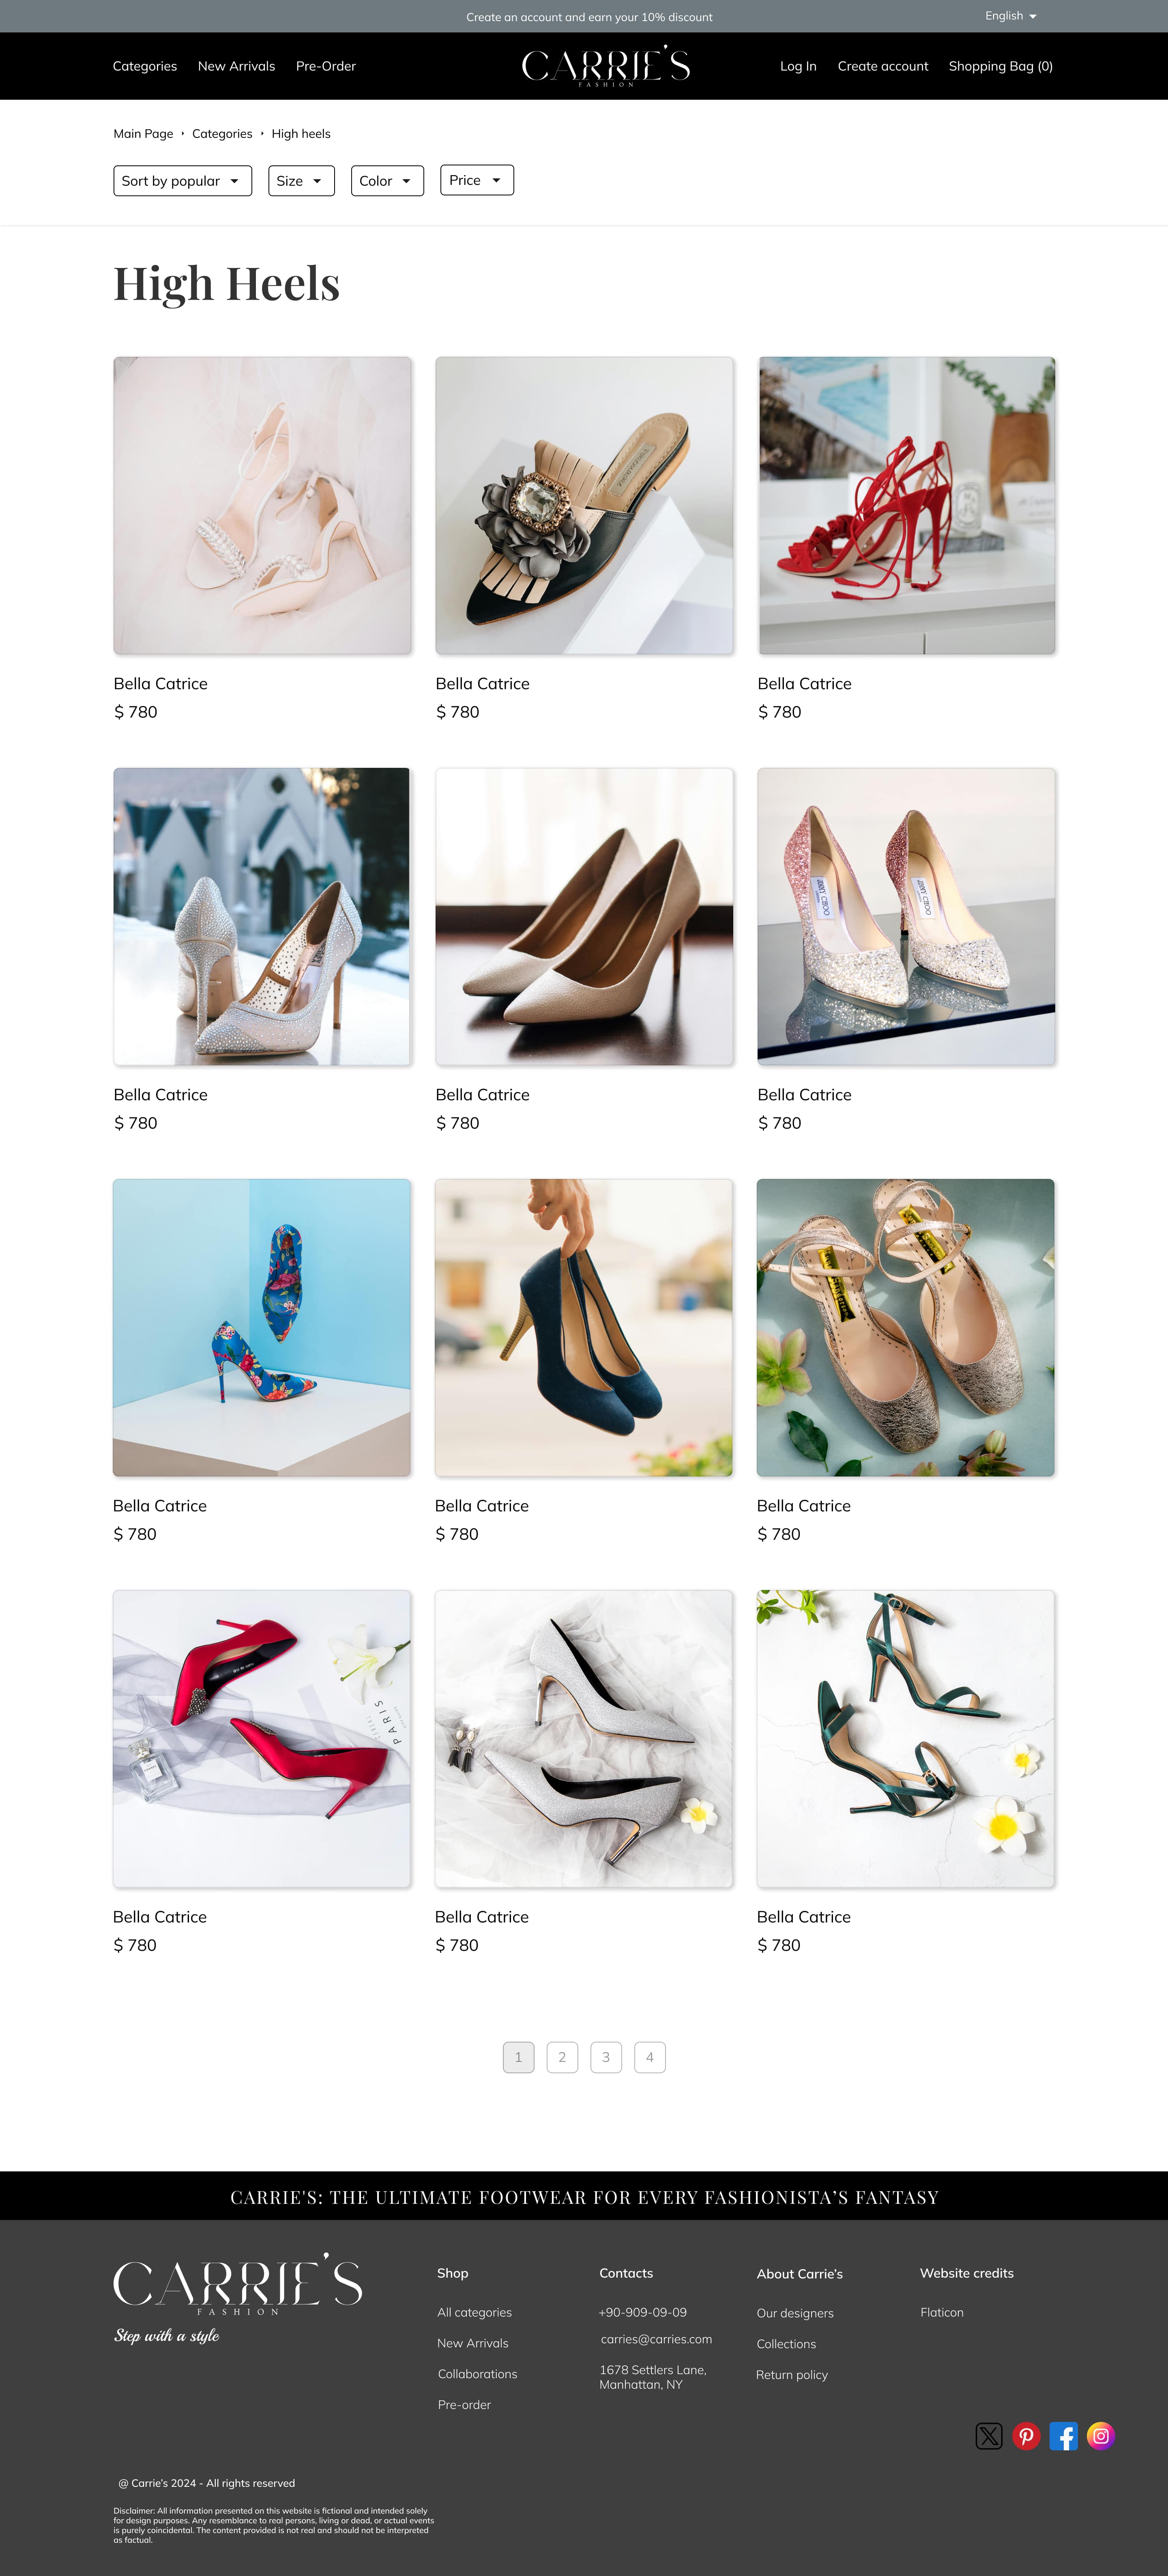 Create an account and earn your 10% discount
English
Categories New Arrivals Pre-Order
CARRIE'S
FASHION
Log In Create account Shopping Bag (0)
Main Page Categories High heels
Sort by popular Size Color Price
High Heels
Bella Catrice Bella Catrice Bella Catrice
$ 780 $ 780 $ 780
JIMMY CHOO JIMMY CHOO
Bella Catrice Bella Catrice Bella Catrice
$ 780 $ 780 $ 780
Bella Catrice Bella Catrice Bella Catrice
$ 780 $ 780 $ 780
PARIS
Bella Catrice Bella Catrice Bella Catrice
$ 780 $ 780 $ 780
1 2 3 4
CARRIE'S: THE ULTIMATE FOOTWEAR FOR EVERY FASHIONISTA’S FANTASY
CARRIE'S
FASHION
Step with a style
Shop
All categories
New Arrivals
Collaborations
Pre-order
Contacts
+90-909-09-09
carries@carries.com
1678 Settlers Lane,
Manhattan, NY
About Carrie’s
Our designers
Collections
Return policy
Website credits
Flaticon
@ Carrie’s 2024 - All rights reserved
Disclaimer: All information presented on this website is fictional and intended solely
for design purposes. Any resemblance to real persons, living or dead, or actual events
is purely coincidental. The content provided is not real and should not be interpreted
as factual.